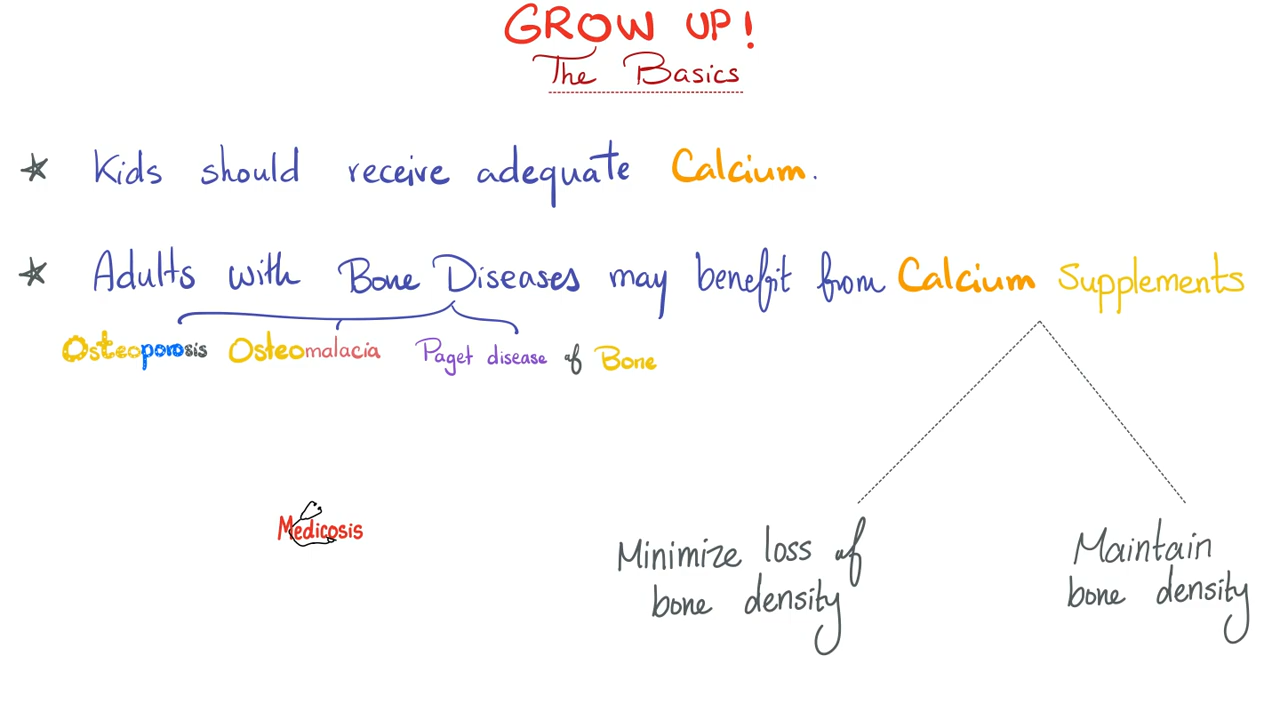 GROW UP!
The Basics
★ Kids should receive adequate Calcium.
★ Adults with Bone Diseases may benefit from Calcium Supplements
Osteoporosis Osteomalacia Paget disease of Bone
Medicosis
Minimize loss of
bone density
Maintain
bone density